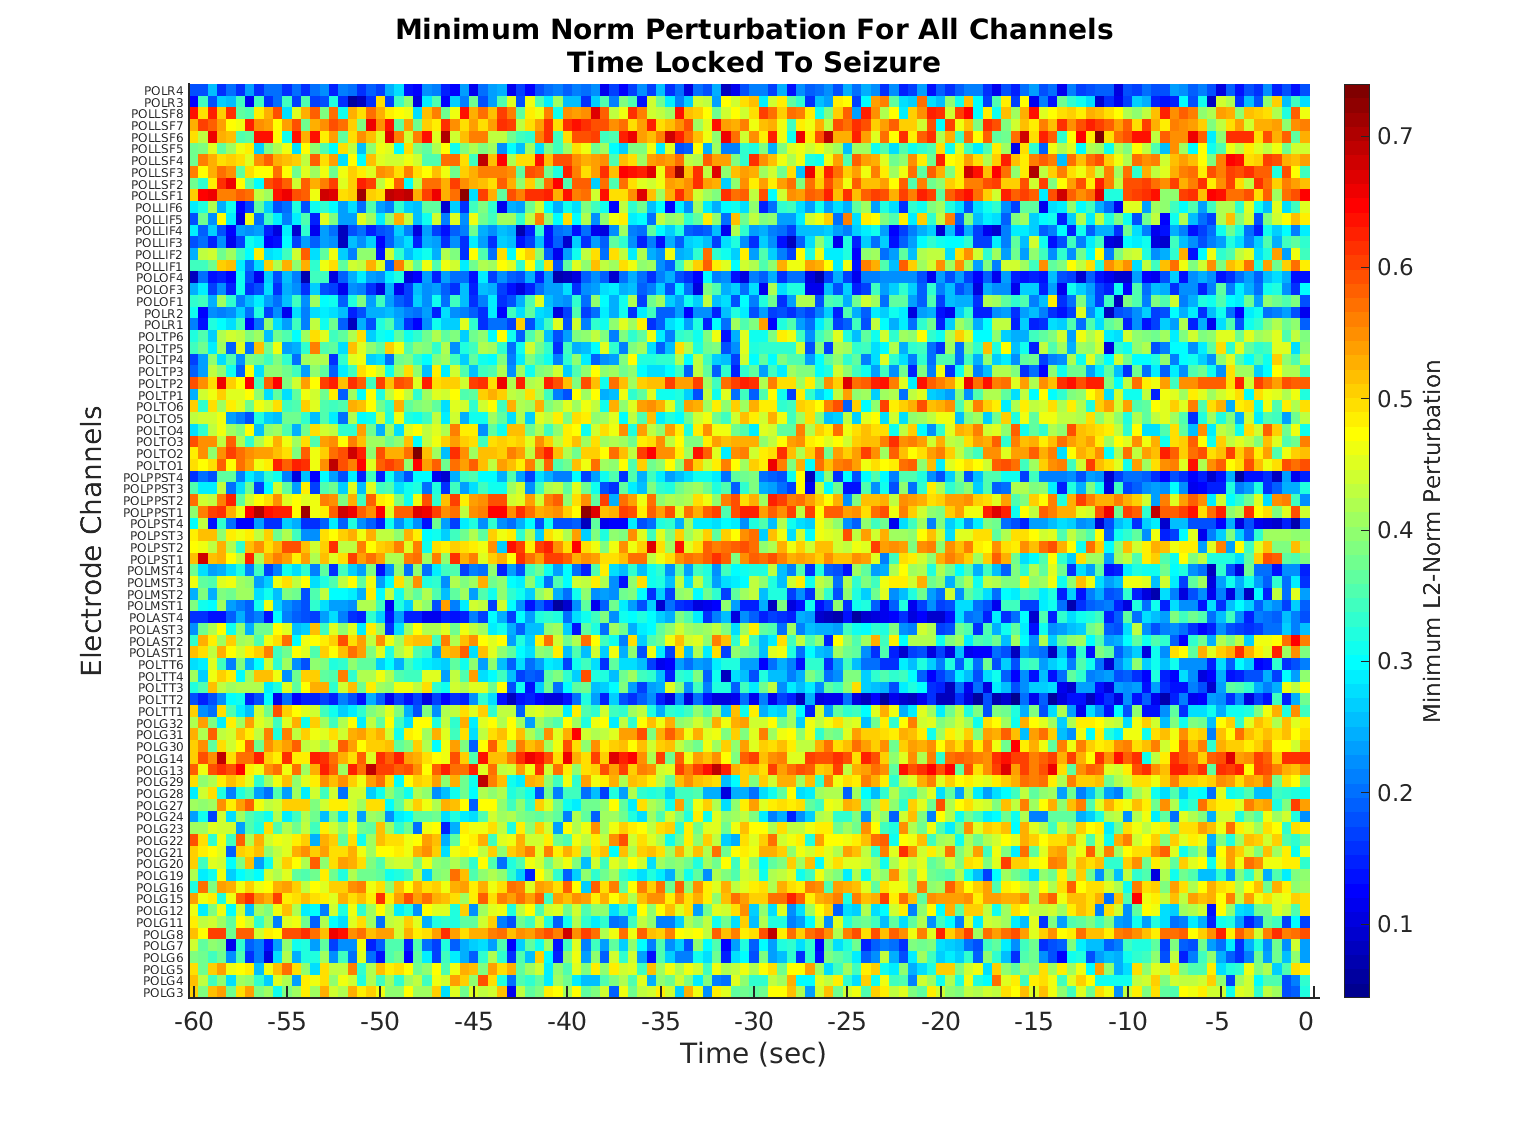 Minimum Norm Perturbation For All Channels
Time Locked To Seizure
POLR4
POLR3
POLLSF8
POLLSF7
POLLSF6
POLLSF5
POLLSF4
POLLSF3
POLLSF2
POLLSF1
POLLIF6
POLLIF5
POLLIF4
POLLIF3
POLLIF2
POLLIF1
POLOF4
POLOF3
POLOF1
POLR2
POLR1
POLTP6
POLTP5
POLTP4
POLTP3
POLTP2
POLTP1
POLTO6
POLTO5
POLTO4
POLTO3
POLTO2
POLTO1
POLPPST4
POLPPST3
POLPPST2
POLPPST1
POLPST4
POLPST3
POLPST2
POLPST1
POLMST4
POLMST3
POLMST2
POLMST1
POLAST4
POLAST3
POLAST2
POLAST1
POLTT6
POLTT4
POLTT3
POLTT2
POLTT1
POLG32
POLG31
POLG30
POLG14
POLG13
POLG29
POLG28
POLG27
POLG24
POLG23
POLG22
POLG21
POLG20
POLG19
POLG16
POLG15
POLG12
POLG11
POLG8
POLG7
POLG6
POLG5
POLG4
POLG3
Electrode Channels
-60 -55 -50 -45 -40 -35 -30 -25 -20 -15 -10 -5 0
Time (sec)
0.7
0.6
0.5
0.4
0.3
0.2
0.1
Minimum L2-Norm Perturbation